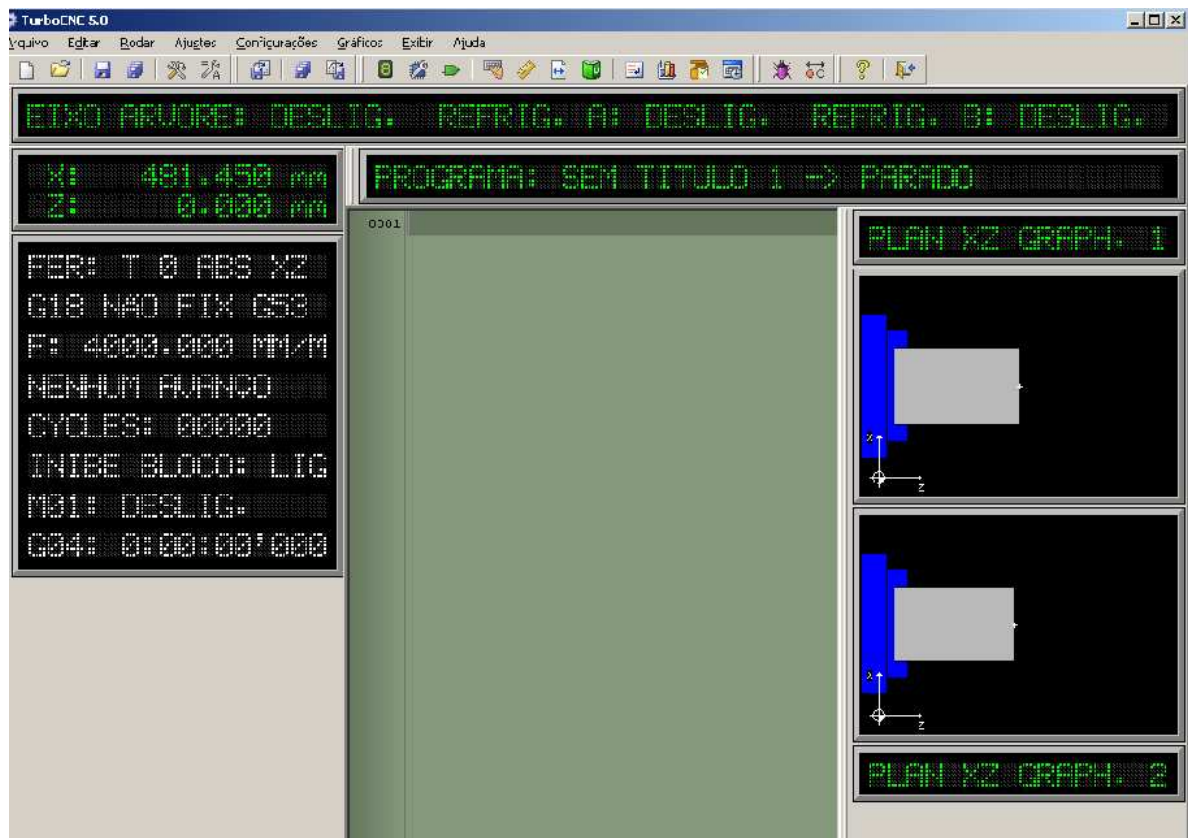 TurboCNC 5.0
Arquivo Editar Rodar Ajustes Configurações Gráficos Exibir Ajuda
EIXO ARVORE: DESLIG. REFRIG. A: DESLIG. REFRIG. B: DESLIG.
X: 481.450 mm
Z: 0.000 mm
PROGRAMA: SEM TITULO 1 -> PARADO
0001
FER: T 0 ABS XZ
G18 NAO FIX G53
F: 4000.000 MM/M
NENHUM AVANÇO
CYCLES: 00000
INIBE BLOCO: LIG
M01: DESLIG.
G04: 0:00:00'000
PLAN XZ GRAPH. 1
X
Z
X
Z
PLAN XZ GRAPH. 2